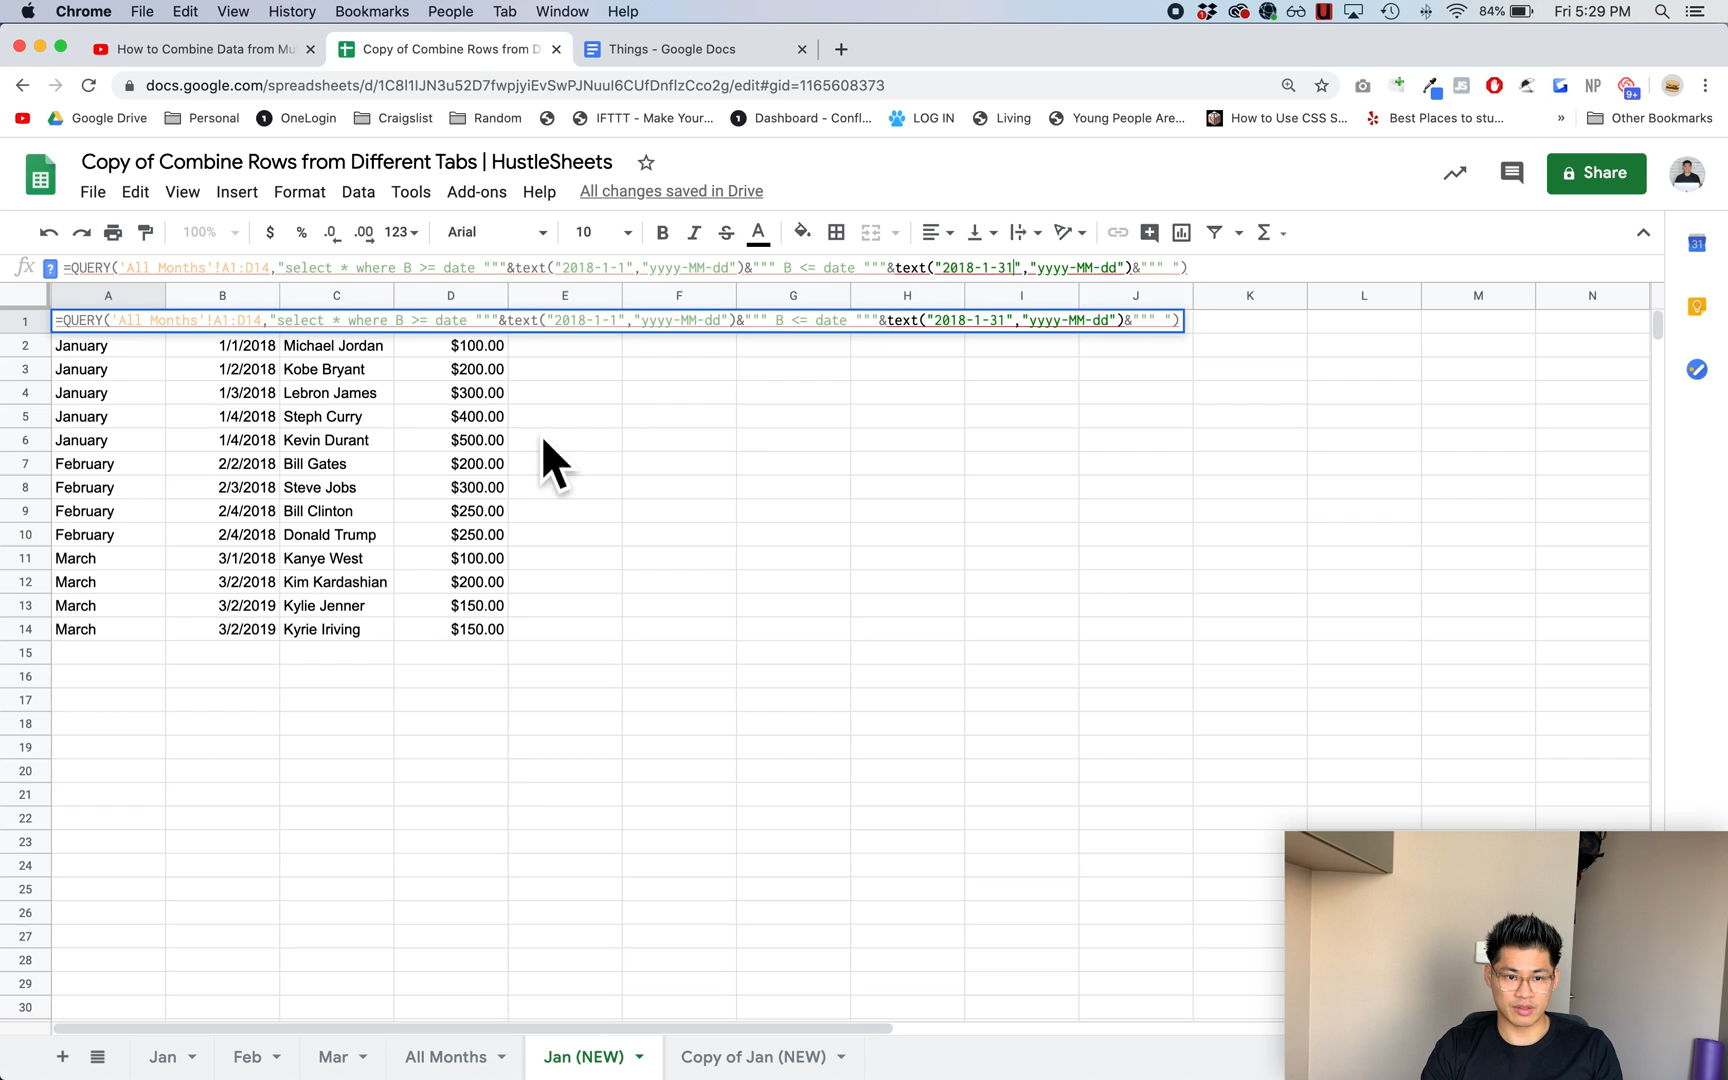 Chrome File Edit View History Bookmarks People Tab Window Help 84% Fri 5:29 PM
How to Combine Data from Mu Copy of Combine Rows from D Things - Google Docs
docs.google.com/spreadsheets/d/1C8l1IJN3u52D7fwpjyiEvSwPJNuul6CUfDnflzCco2g/edit#gid=1165608373 JS NP 9+
Google Drive Personal OneLogin Craigslist Random IFTTT - Make Your... Dashboard - Confl... LOG IN Living Young People Are... How to Use CSS S... Best Places to stu... » Other Bookmarks
Copy of Combine Rows from Different Tabs | HustleSheets
File Edit View Insert Format Data Tools Add-ons Help All changes saved in Drive Share
100% $ % .0 .00 123 Arial 10 B I S A Σ 31
fx ? =QUERY('All Months'!A1:D14,"select * where B >= date """&text("2018-1-1","yyyy-MM-dd")&""" B <= date """&text("2018-1-31","yyyy-MM-dd")&""" ")
A B C D E F G H I J K L M N
1 =QUERY('All Months'!A1:D14,"select * where B >= date """&text("2018-1-1","yyyy-MM-dd")&""" B <= date """&text("2018-1-31","yyyy-MM-dd")&""" ")
2 January 1/1/2018 Michael Jordan $100.00
3 January 1/2/2018 Kobe Bryant $200.00
4 January 1/3/2018 Lebron James $300.00
5 January 1/4/2018 Steph Curry $400.00
6 January 1/4/2018 Kevin Durant $500.00
7 February 2/2/2018 Bill Gates $200.00
8 February 2/3/2018 Steve Jobs $300.00
9 February 2/4/2018 Bill Clinton $250.00
10 February 2/4/2018 Donald Trump $250.00
11 March 3/1/2018 Kanye West $100.00
12 March 3/2/2018 Kim Kardashian $200.00
13 March 3/2/2019 Kylie Jenner $150.00
14 March 3/2/2019 Kyrie Iriving $150.00
15
16
17
18
19
20
21
22
23
24
25
26
27
28
29
30
+ Jan Feb Mar All Months Jan (NEW) Copy of Jan (NEW)